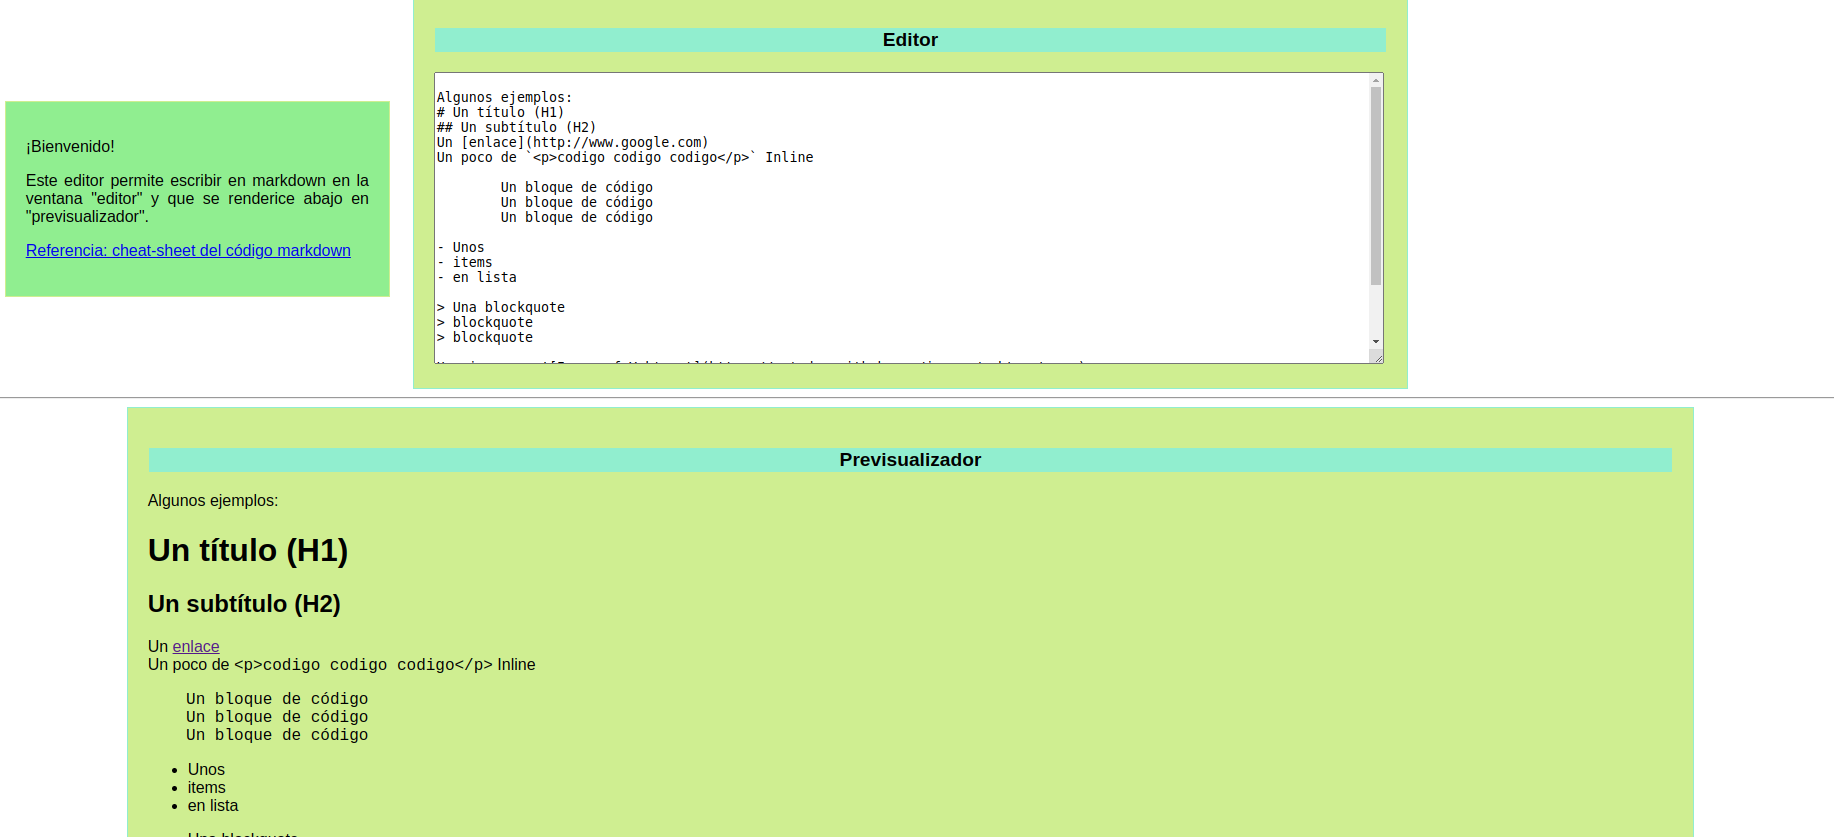 ¡Bienvenido!
Este editor permite escribir en markdown en la
ventana "editor" y que se renderice abajo en
"previsualizador".
Referencia: cheat-sheet del código markdown
Editor
Algunos ejemplos:
# Un título (H1)
## Un subtítulo (H2)
Un [enlace](http://www.google.com)
Un poco de `<p>codigo codigo codigo</p>` Inline
Un bloque de código
Un bloque de código
Un bloque de código
- Unos
- items
- en lista
> Una blockquote
> blockquote
> blockquote
Previsualizador
Algunos ejemplos:
Un título (H1)
Un subtítulo (H2)
Un enlace
Un poco de <p>codigo codigo codigo</p> Inline
Un bloque de código
Un bloque de código
Un bloque de código
• Unos
• items
• en lista
Una blockquote